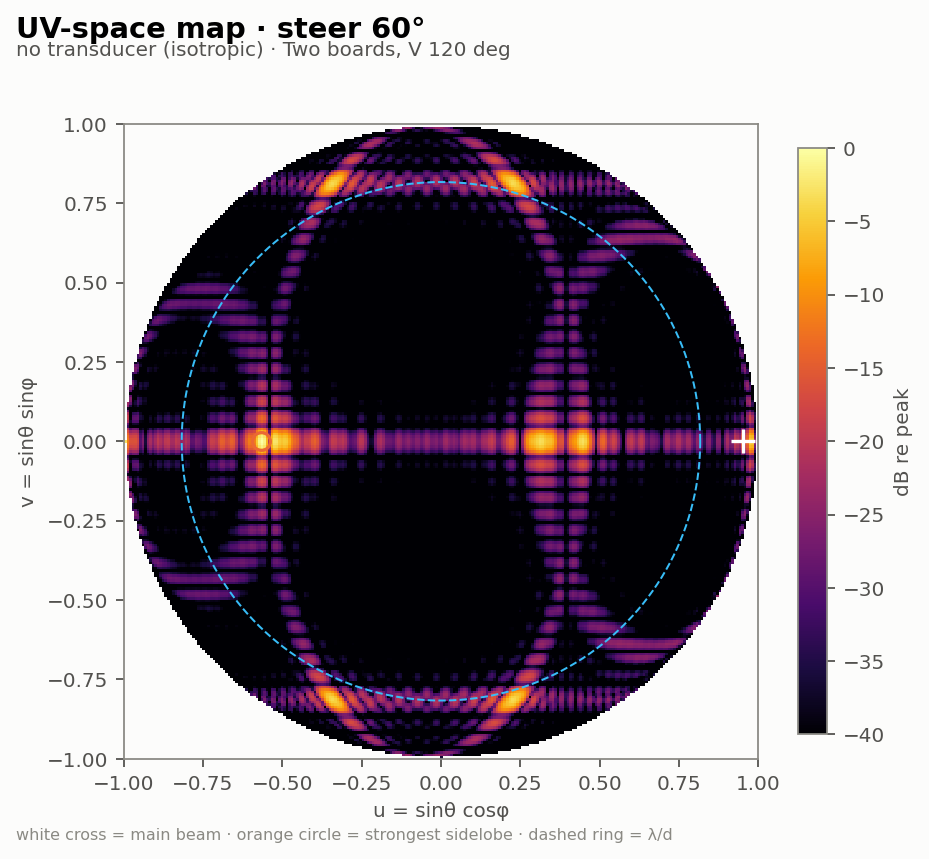 UV-space map · steer 60°
no transducer (isotropic) · Two boards, V 120 deg
1.00
0.75
0.50
0.25
0.00
−0.25
−0.50
−0.75
−1.00
v = sinθ sinφ
−1.00 −0.75 −0.50 −0.25 0.00 0.25 0.50 0.75 1.00
u = sinθ cosφ
0
−5
−10
−15
−20
−25
−30
−35
−40
dB re peak
white cross = main beam · orange circle = strongest sidelobe · dashed ring = λ/d